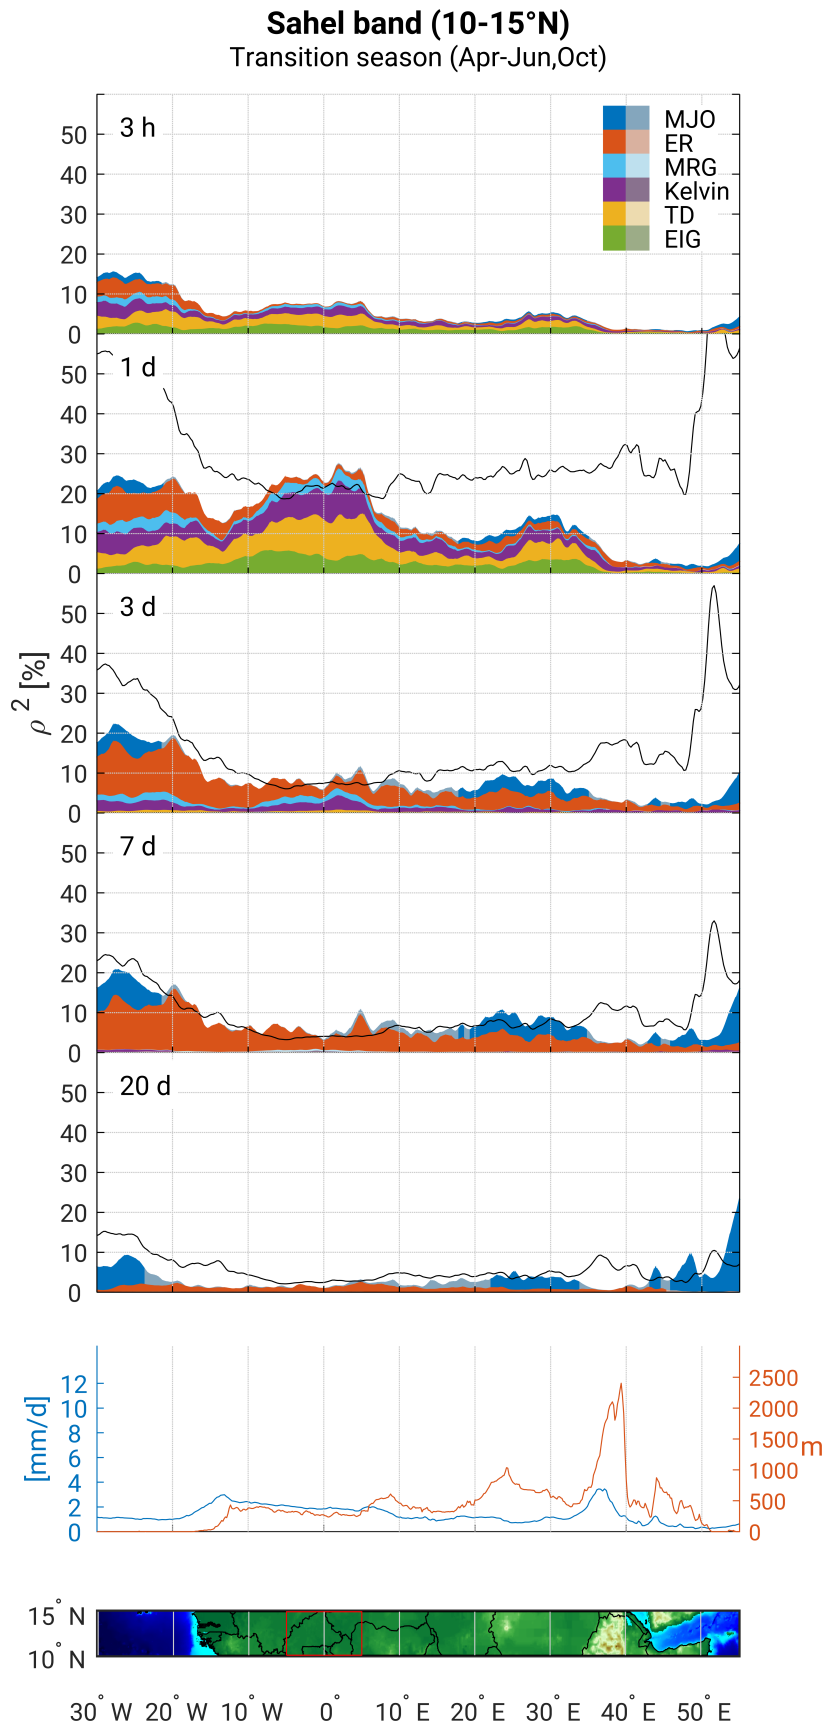 Sahel band (10-15°N)
Transition season (Apr-Jun,Oct)
3 h
MJO
ER
MRG
Kelvin
TD
EIG
50
40
30
20
10
0
1 d
50
40
30
20
10
0
3 d
50
40
30
20
10
0
ρ 2 [%]
7 d
50
40
30
20
10
0
20 d
50
40
30
20
10
0
[mm/d]
12
10
8
6
4
2
0
2500
2000
1500
1000
500
0
m
15° N
10° N
30° W 20° W 10° W 0° 10° E 20° E 30° E 40° E 50° E